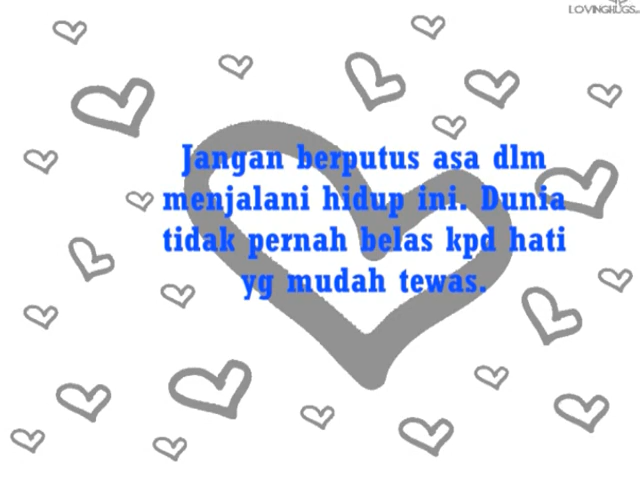 LOVINGHUGS.
Jangan berputus asa dlm
menjalani hidup ini. Dunia
tidak pernah belas kpd hati
yg mudah tewas.